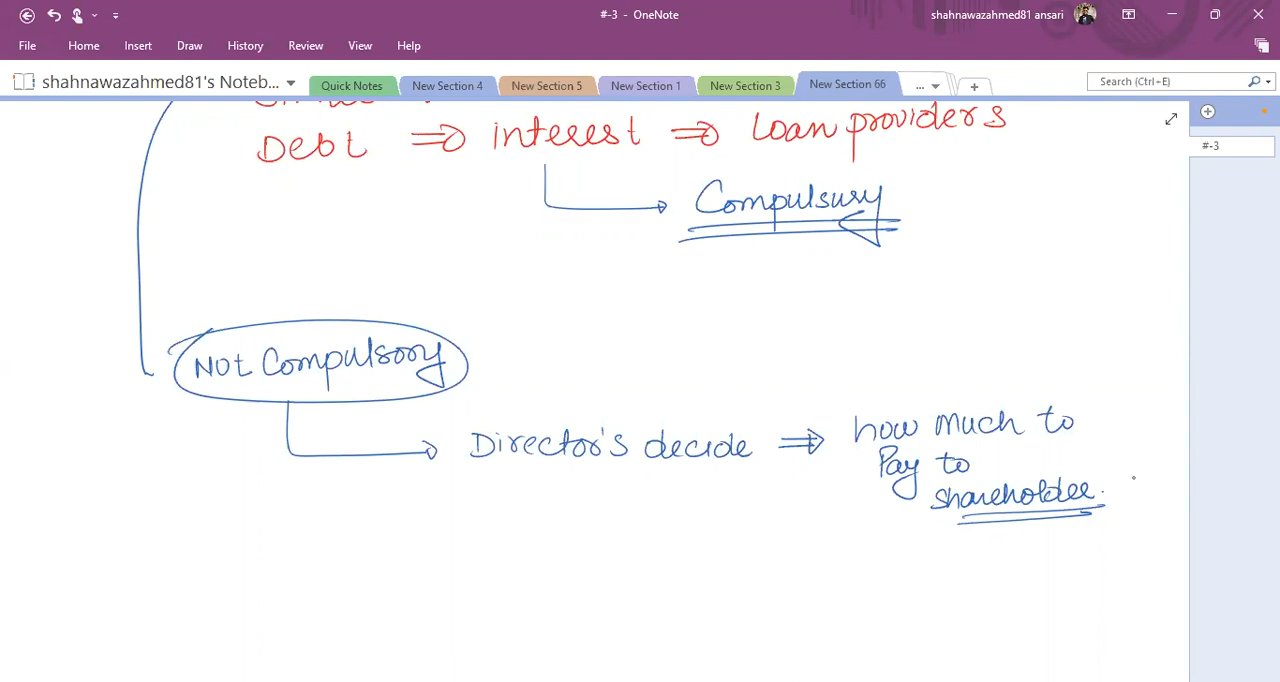 #-3 - OneNote
shahnawazahmed81 ansari
File Home Insert Draw History Review View Help
shahnawazahmed81's Noteb...
Quick Notes
New Section 4
New Section 5
New Section 1
New Section 3
New Section 66
...
+
Search (Ctrl+E)
#-3
Debt ⇒ interest ⇒ Loan providers
Compulsury
Not Compulsory
Director's decide ⇒ how much to
Pay to
shareholder.